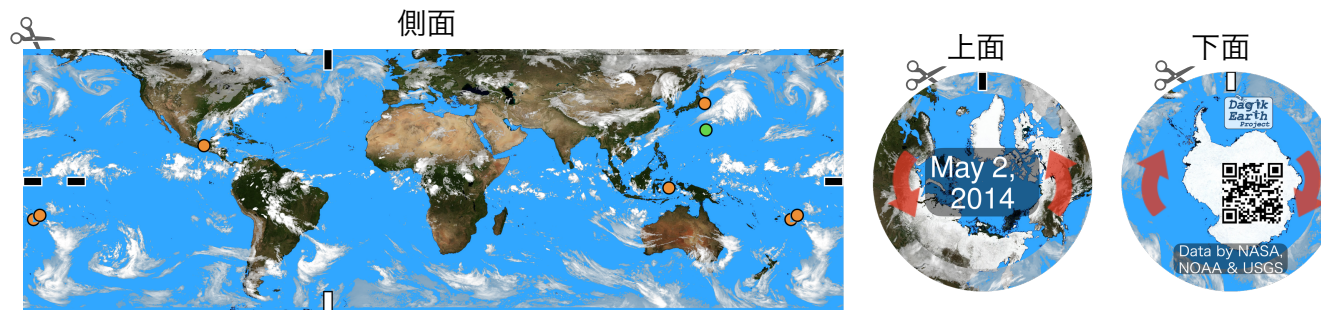 側面
上面
下面
May 2,
2014
Dagik
Earth
Project
Data by NASA,
NOAA & USGS